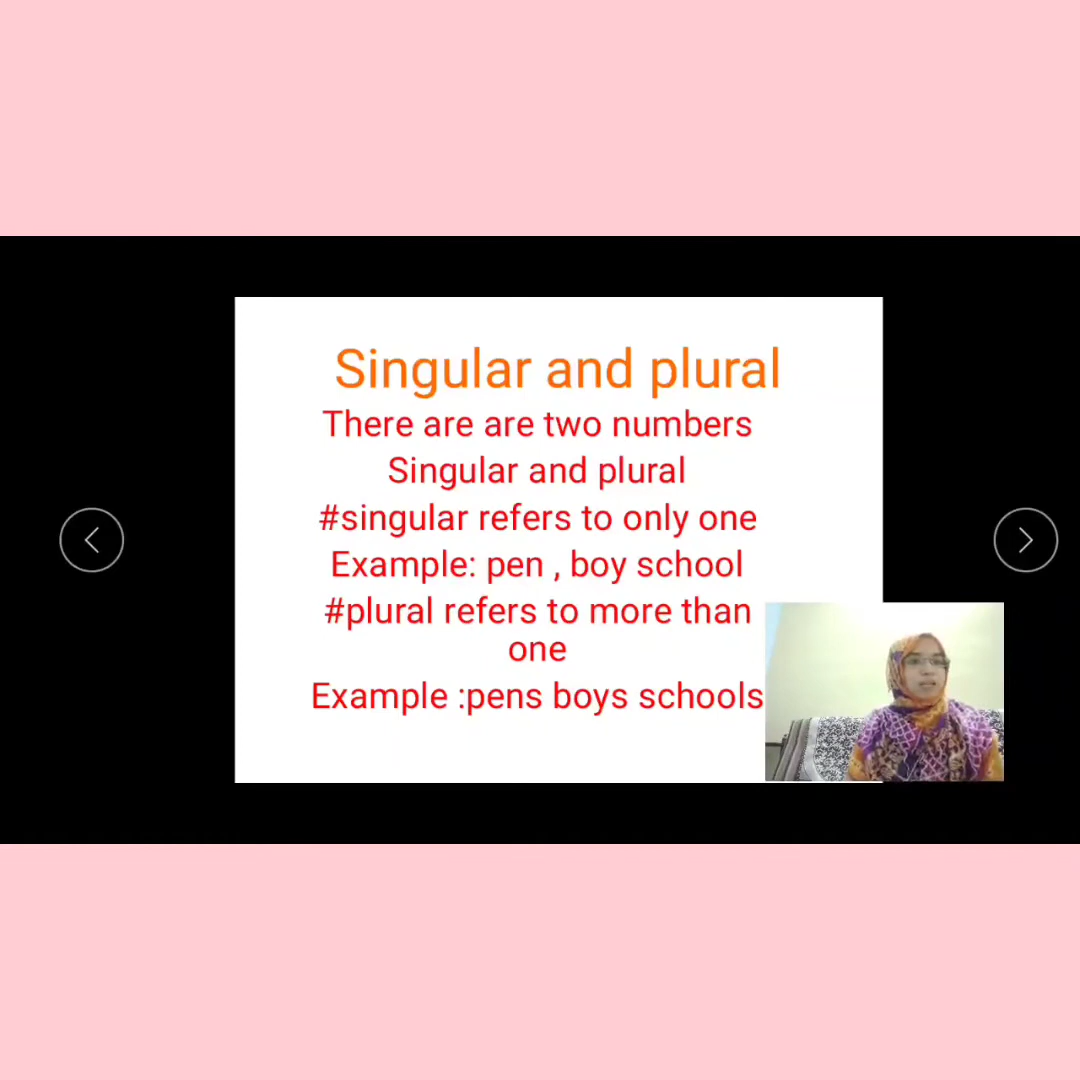 Singular and plural
There are are two numbers
Singular and plural
#singular refers to only one
Example: pen , boy school
#plural refers to more than
one
Example :pens boys schools